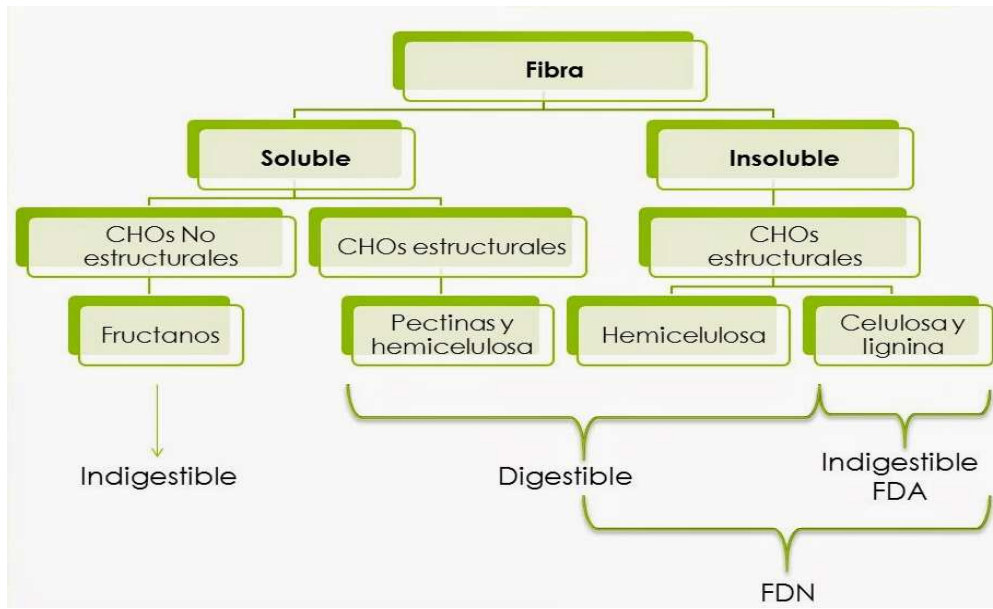 Fibra
Soluble
Insoluble
CHOs No
estructurales
CHOs estructurales
CHOs
estructurales
Fructanos
Pectinas y
hemicelulosa
Hemicelulosa
Celulosa y
lignina
Indigestible
Digestible
Indigestible
FDA
FDN